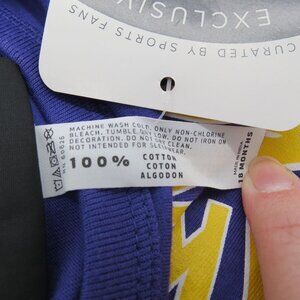 EXCLUSIV
CURATED BY SPORTS FANS
MACHINE WASH COLD. ONLY NON-CHLORINE
BLEACH. TUMBLE DRY LOW. DO NOT IRON ON
DECORATION. DO NOT DRY CLEAN.
NOT INTENDED FOR SLEEPWEAR.
100% COTTON
COTON
ALGODON
18 MONTHS